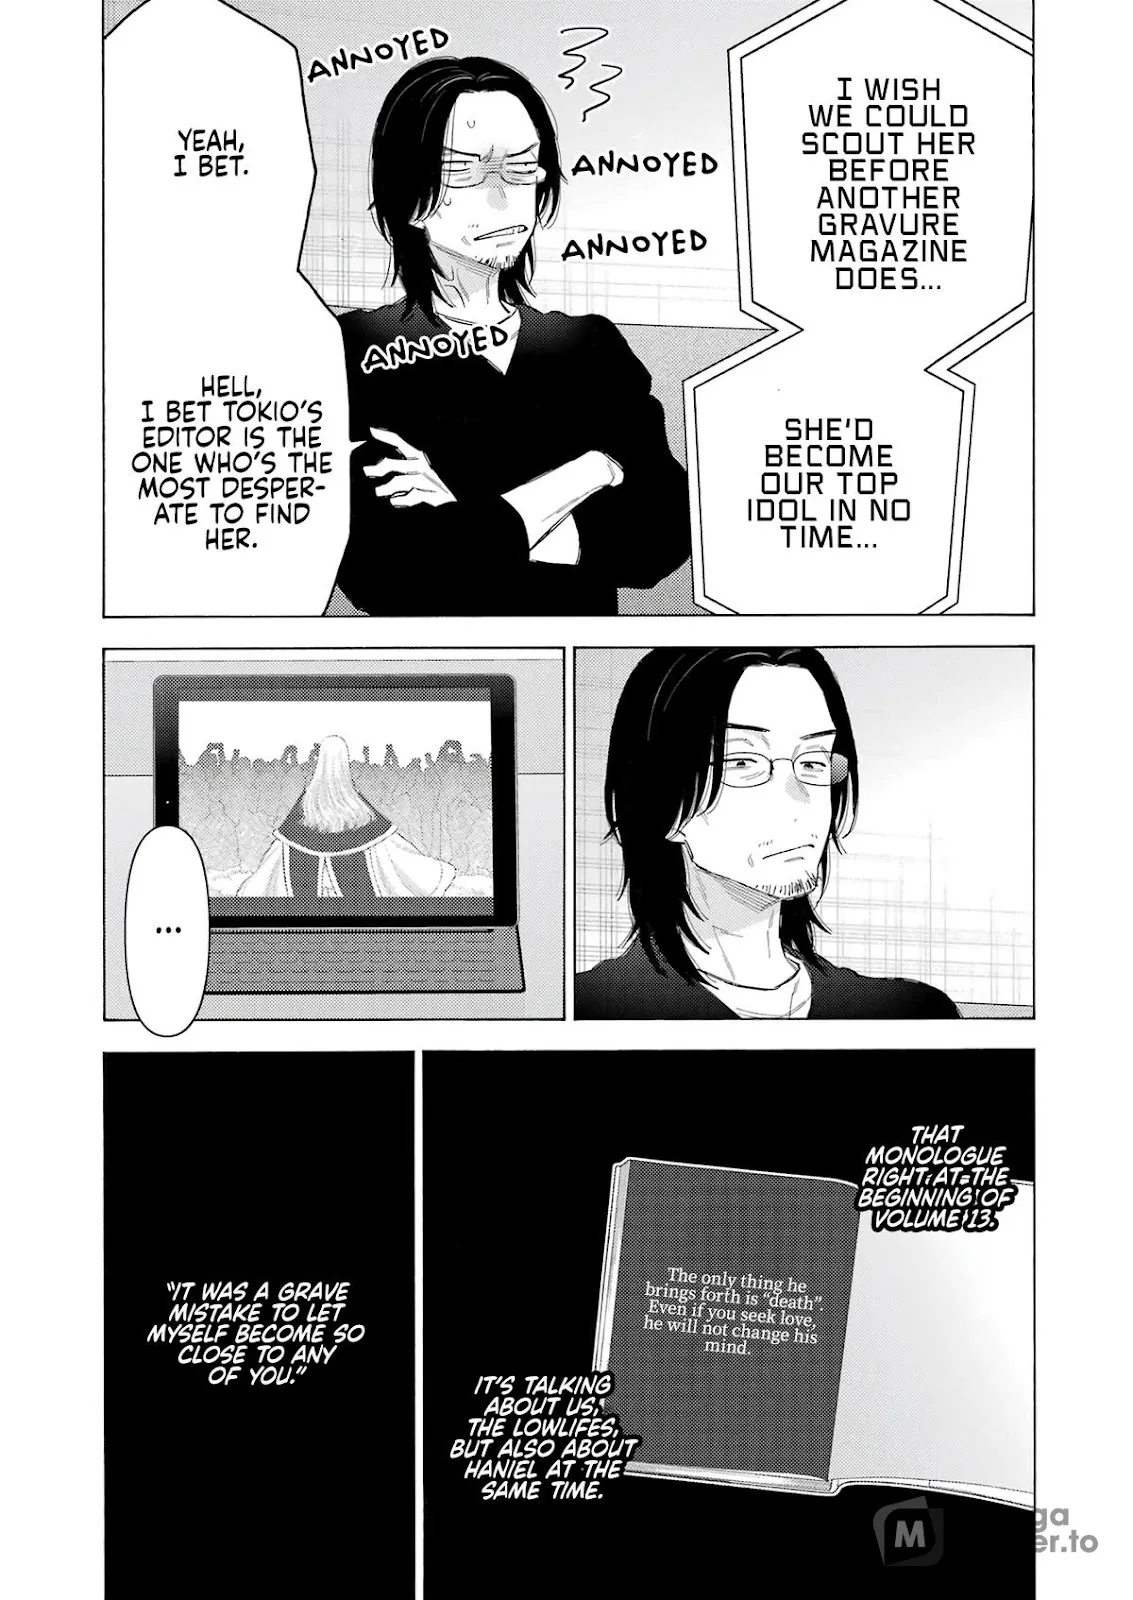 I WISH
WE COULD
SCOUT HER
BEFORE
ANOTHER
GRAVURE
MAGAZINE
DOES...
SHE'D
BECOME
OUR TOP
IDOL IN NO
TIME...
ANNOYED
ANNOYED
ANNOYED
ANNOYED
YEAH,
I BET.
HELL,
I BET TOKIO'S
EDITOR IS THE
ONE WHO'S THE
MOST DESPER-
ATE TO FIND
HER.
...
THAT
MONOLOGUE
RIGHT AT THE
BEGINNING OF
VOLUME 13.
The only thing he
brings forth is "death".
Even if you seek love,
he will not change his
mind.
IT'S TALKING
ABOUT US,
THE LOWLIFES,
BUT ALSO ABOUT
HANIEL AT THE
SAME TIME.
"IT WAS A GRAVE
MISTAKE TO LET
MYSELF BECOME SO
CLOSE TO ANY
OF YOU."
M